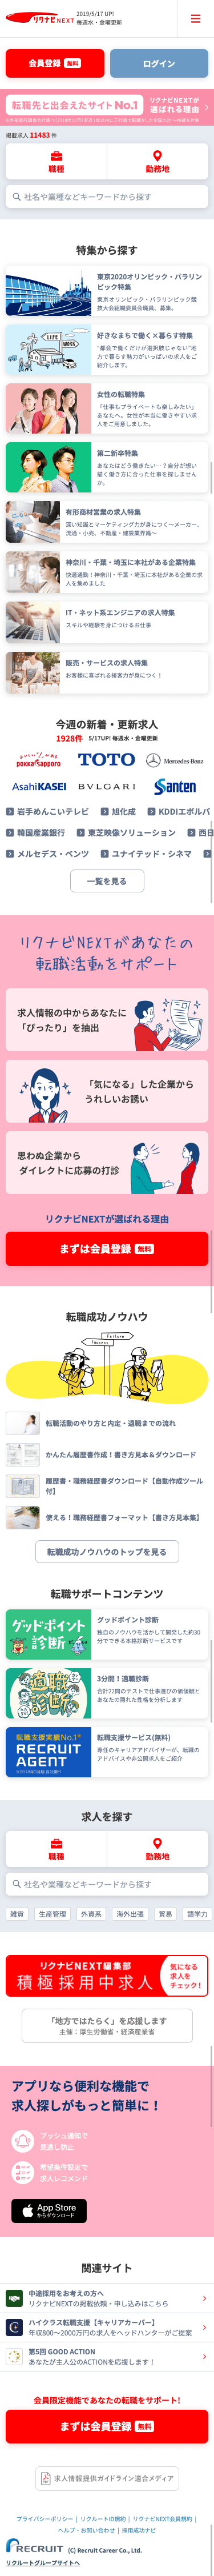 リクナビNEXT
2019/5/17 UP!
毎週水・金曜更新
会員登録 無料
ログイン
転職先と出会えたサイトNo.1
リクナビNEXTが
選ばれる理由
掲載求人 11483 件
職種
勤務地
社名や業種などキーワードから探す
特集から探す
東京2020オリンピック・パラリンピック特集
東京オリンピック・パラリンピック競技大会組織委員会職員、募集。
好きなまちで働く×暮らす特集
“都会で働くだけが選択肢じゃない”地方で暮らす魅力がいっぱいの求人をご紹介します。
女性の転職特集
「仕事もプライベートも楽しみたい」あなたへ。女性が本当に働きやすい求人をご用意しました。
第二新卒特集
あなたはどう働きたい…？自分が想い描く働き方に合った仕事を探しませんか。
有形商材営業の求人特集
深い知識とマーケティング力が身につく～メーカー、流通・小売、不動産・建設業界篇～
神奈川・千葉・埼玉に本社がある企業特集
快適通勤！神奈川・千葉・埼玉に本社がある企業の求人を集めました
IT・ネット系エンジニアの求人特集
スキルや経験を身につけるお仕事
販売・サービスの求人特集
お客様に喜ばれる接客力が身につく！
今週の新着・更新求人
1928件 5/17UP! 毎週水・金曜更新
pokka sapporo
TOTO
Mercedes-Benz
AsahiKASEI
BVLGARI
Santen
岩手めんこいテレビ
旭化成
KDDIエボルバ
韓国産業銀行
東芝映像ソリューション
西日
メルセデス・ベンツ
ユナイテッド・シネマ
一覧を見る
リクナビNEXTがあなたの
転職活動をサポート
求人情報の中からあなたに
「ぴったり」を抽出
「気になる」した企業から
うれしいお誘い
思わぬ企業から
ダイレクトに応募の打診
リクナビNEXTが選ばれる理由
まずは会員登録 無料
転職成功ノウハウ
Failure
Success
転職活動のやり方と内定・退職までの流れ
かんたん履歴書作成！書き方見本＆ダウンロード
履歴書・職務経歴書ダウンロード【自動作成ツール付】
使える！職務経歴書フォーマット【書き方見本集】
転職成功ノウハウのトップを見る
転職サポートコンテンツ
グッドポイント
診断
グッドポイント診断
独自のノウハウを活かして開発した約30分でできる本格診断サービスです
適職
診断
3分間！適職診断
合計22問のテストで仕事選びの価値観とあなたの隠れた性格を分析します
転職支援実績No.1※
RECRUIT
AGENT
転職支援サービス(無料)
専任のキャリアアドバイザーが、転職のアドバイスや非公開求人をご紹介
求人を探す
職種
勤務地
社名や業種などキーワードから探す
雑貨
生産管理
外資系
海外出張
貿易
語学力
リクナビNEXT編集部
積極採用中求人
気になる
求人を
チェック！
「地方ではたらく」を応援します
主催：厚生労働省・経済産業省
アプリなら便利な機能で
求人探しがもっと簡単に！
プッシュ通知で
見逃し防止
希望条件設定で
求人レコメンド
App Store
からダウンロード
関連サイト
中途採用をお考えの方へ
リクナビNEXTの掲載依頼・申し込みはこちら
ハイクラス転職支援【キャリアカーバー】
年収800〜2000万円の求人をヘッドハンターがご提案
第5回 GOOD ACTION
あなたが主人公のACTIONを応援します！
会員限定機能であなたの転職をサポート!
まずは会員登録 無料
求人情報提供ガイドライン適合メディア
プライバシーポリシー | リクルートID規約 | リクナビNEXT会員規約 |
ヘルプ・お問い合わせ | 採用成功ナビ
RECRUIT (C) Recruit Career Co., Ltd.
リクルートグループサイトへ